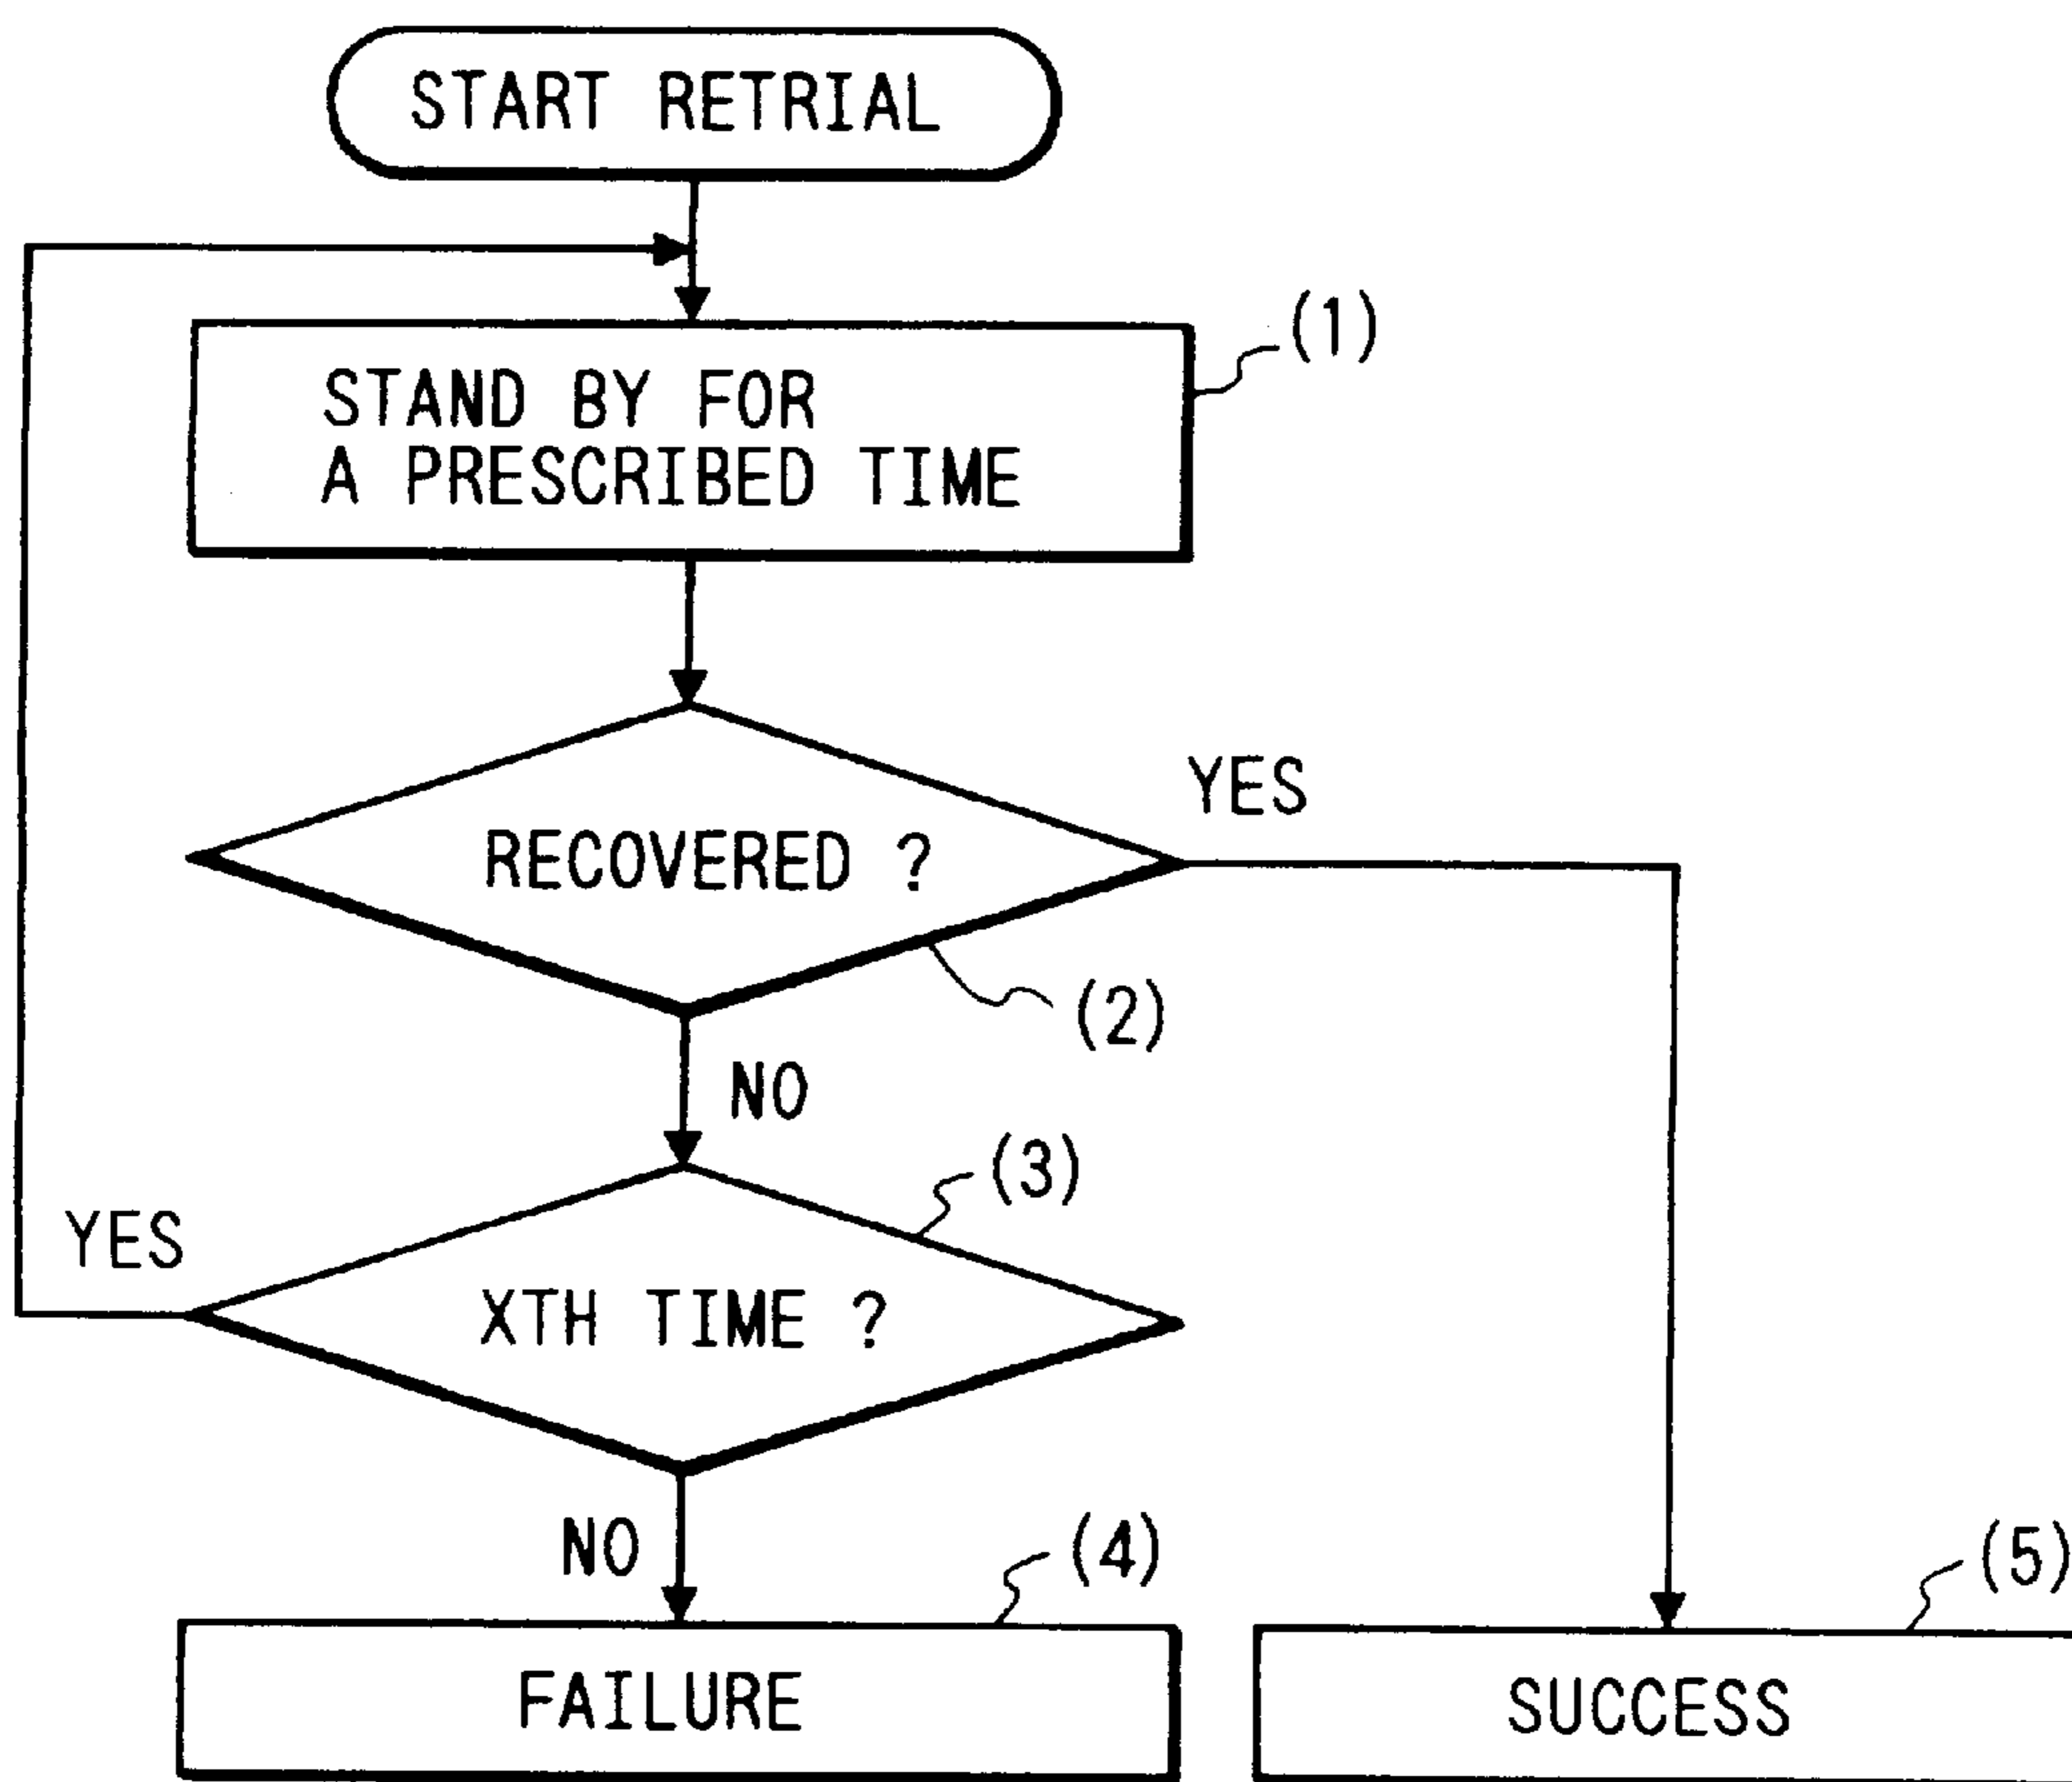 START RETRIAL
(1)
STAND BY FOR
A PRESCRIBED TIME
YES
RECOVERED ?
(2)
NO
(3)
YES
XTH TIME ?
NO
(4)
(5)
FAILURE
SUCCESS